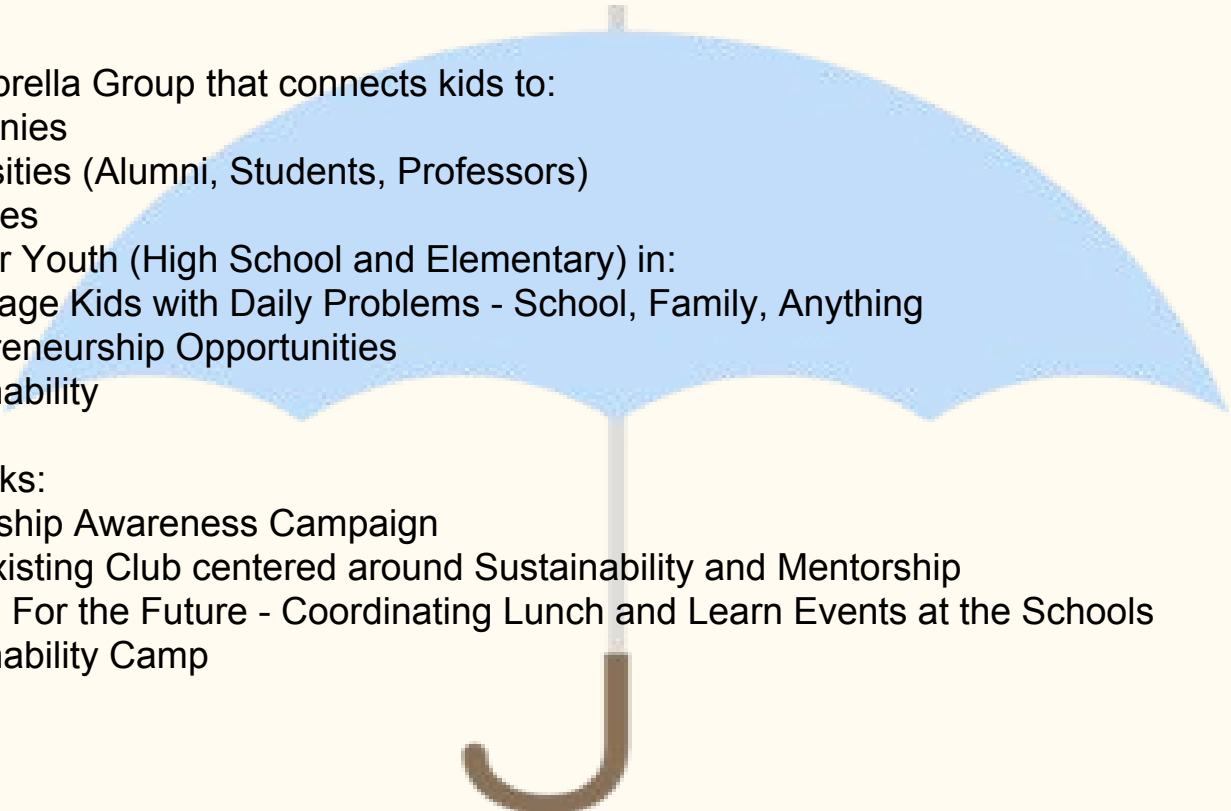 orella Group that connects kids to:
nies
sities (Alumni, Students, Professors)
es
r Youth (High School and Elementary) in:
age Kids with Daily Problems - School, Family, Anything
reneurship Opportunities
ability
ks:
ship Awareness Campaign
xisting Club centered around Sustainability and Mentorship
For the Future - Coordinating Lunch and Learn Events at the Schools
ability Camp